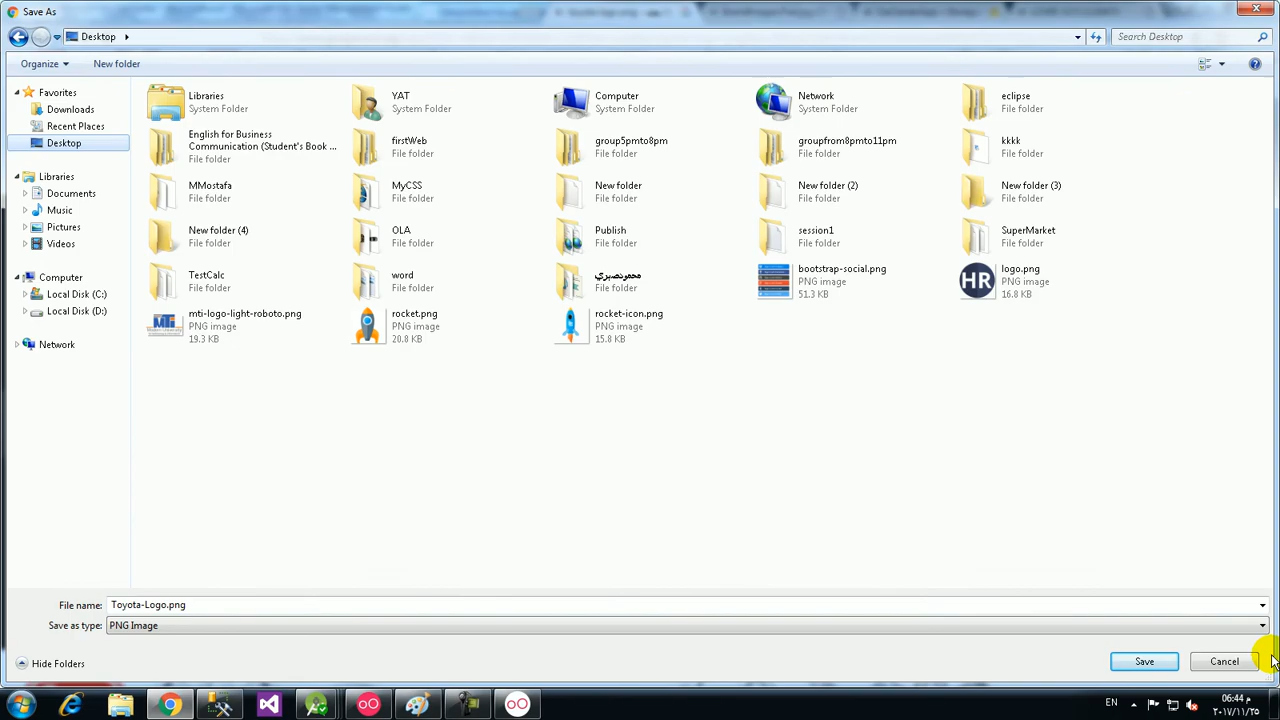 Save As
Desktop
Search Desktop
Organize
New folder
Favorites
Downloads
Recent Places
Desktop
Libraries
Documents
Music
Pictures
Videos
Computer
Local Disk (C:)
Local Disk (D:)
Network
Libraries
System Folder
YAT
System Folder
Computer
System Folder
Network
System Folder
eclipse
File folder
English for Business
Communication (Student's Book ...
File folder
firstWeb
File folder
group5pmto8pm
File folder
groupfrom8pmto11pm
File folder
kkkk
File folder
MMostafa
File folder
MyCSS
File folder
New folder
File folder
New folder (2)
File folder
New folder (3)
File folder
New folder (4)
File folder
OLA
File folder
Publish
File folder
session1
File folder
SuperMarket
File folder
TestCalc
File folder
word
File folder
File folder
bootstrap-social.png
PNG image
51.3 KB
logo.png
PNG image
16.8 KB
mti-logo-light-roboto.png
PNG image
19.3 KB
rocket.png
PNG image
20.8 KB
rocket-icon.png
PNG image
15.8 KB
HR
MTi
File name:
Toyota-Logo.png
Save as type:
PNG Image
Hide Folders
Save
Cancel
EN
06:44 م
٢٠١٧/١١/٢٥